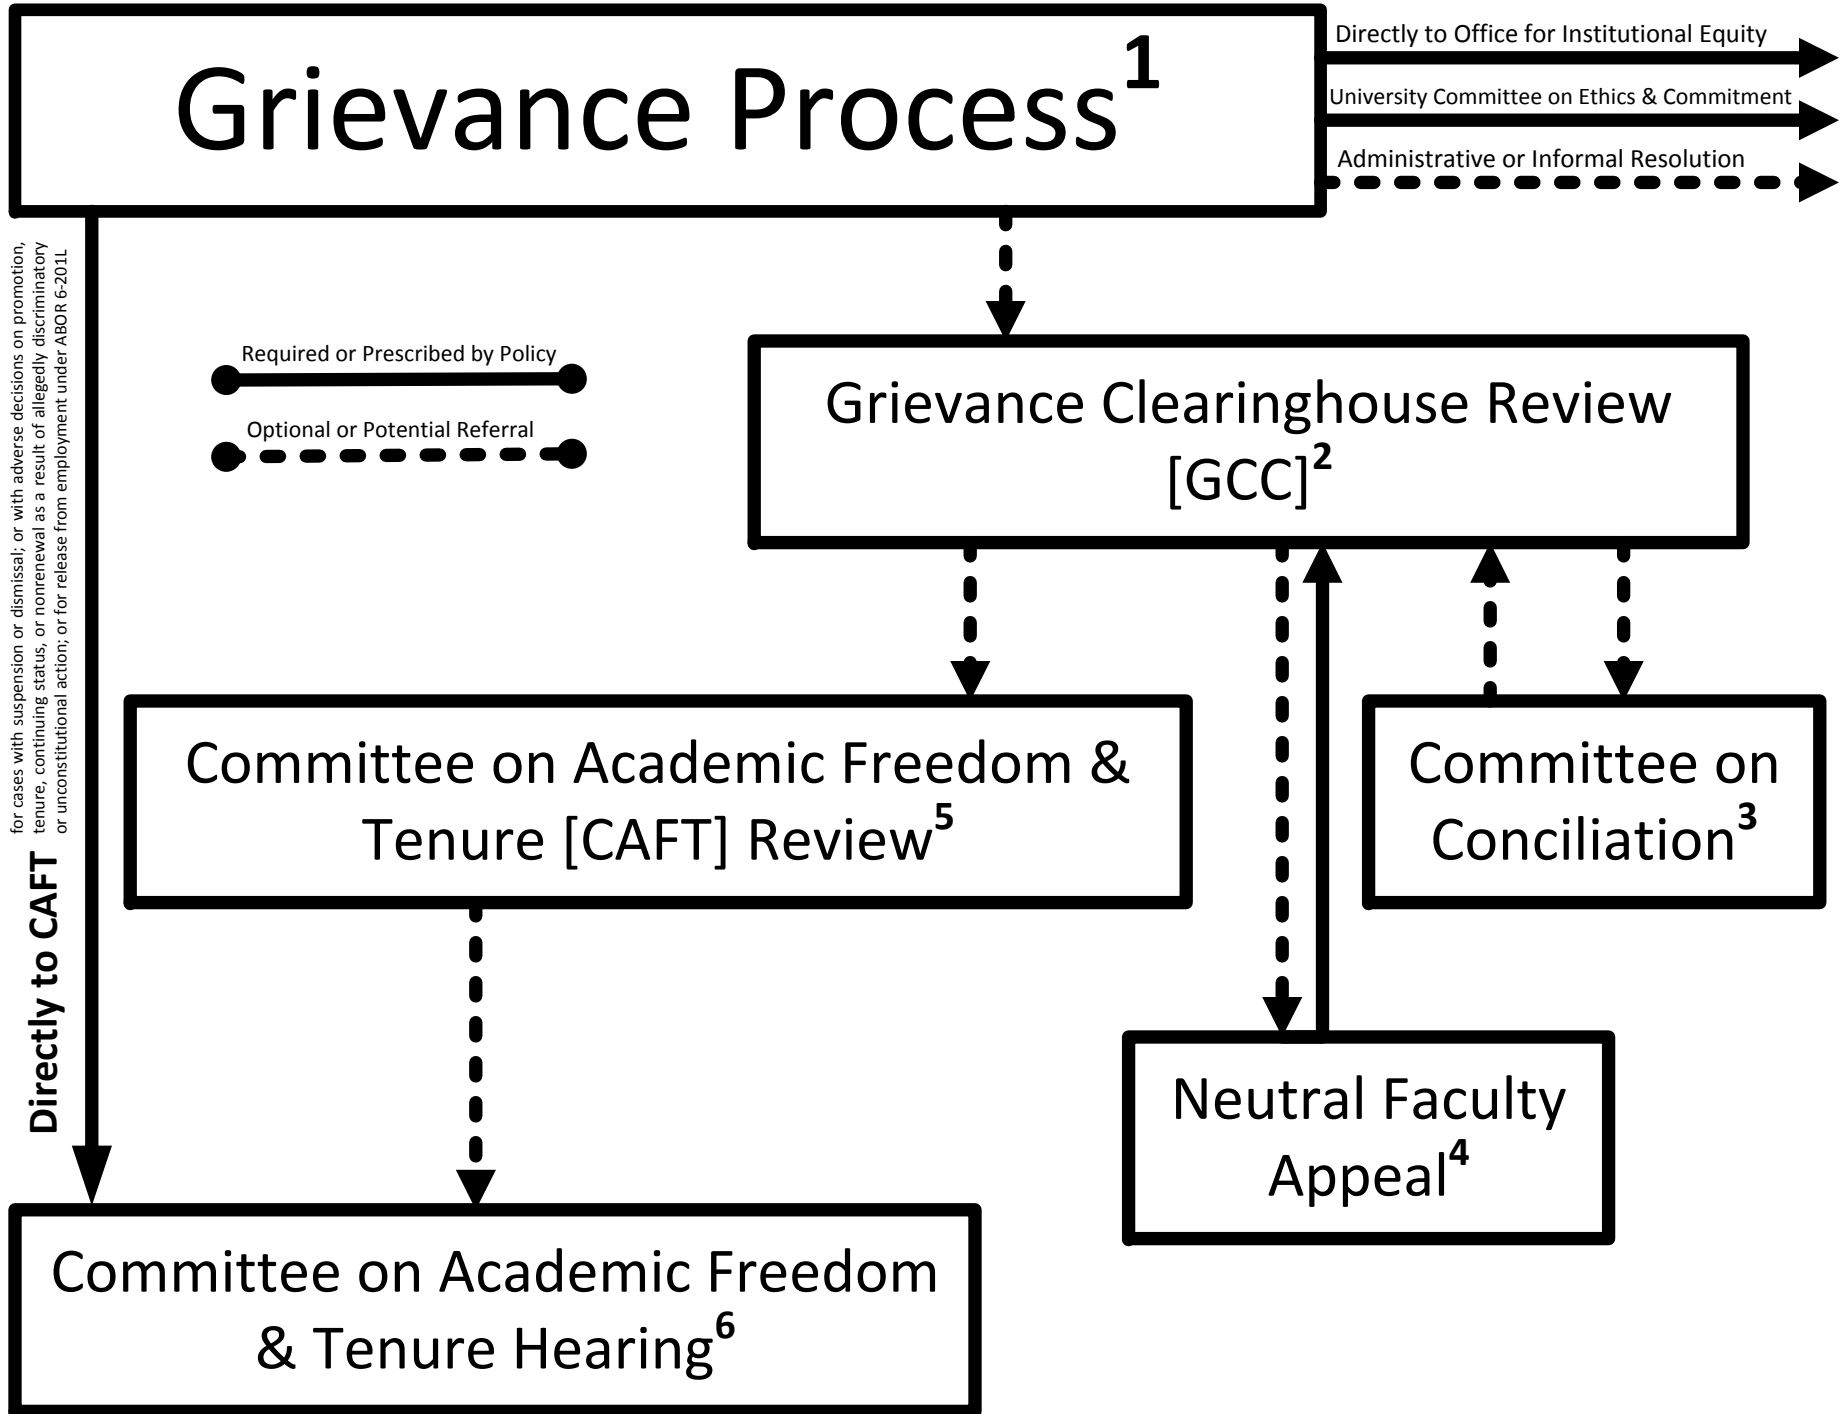 Grievance Process1
Directly to Office for Institutional Equity
University Committee on Ethics & Commitment
Administrative or Informal Resolution
for cases with suspension or dismissal; or with adverse decisions on promotion,
tenure, continuing status, or nonrenewal as a result of allegedly discriminatory
or unconstitutional action; or for release from employment under ABOR 6-201L
Directly to CAFT
Required or Prescribed by Policy
Optional or Potential Referral
Grievance Clearinghouse Review
[GCC]2
Committee on Academic Freedom &
Tenure [CAFT] Review5
Committee on
Conciliation3
Neutral Faculty
Appeal4
Committee on Academic Freedom
& Tenure Hearing6